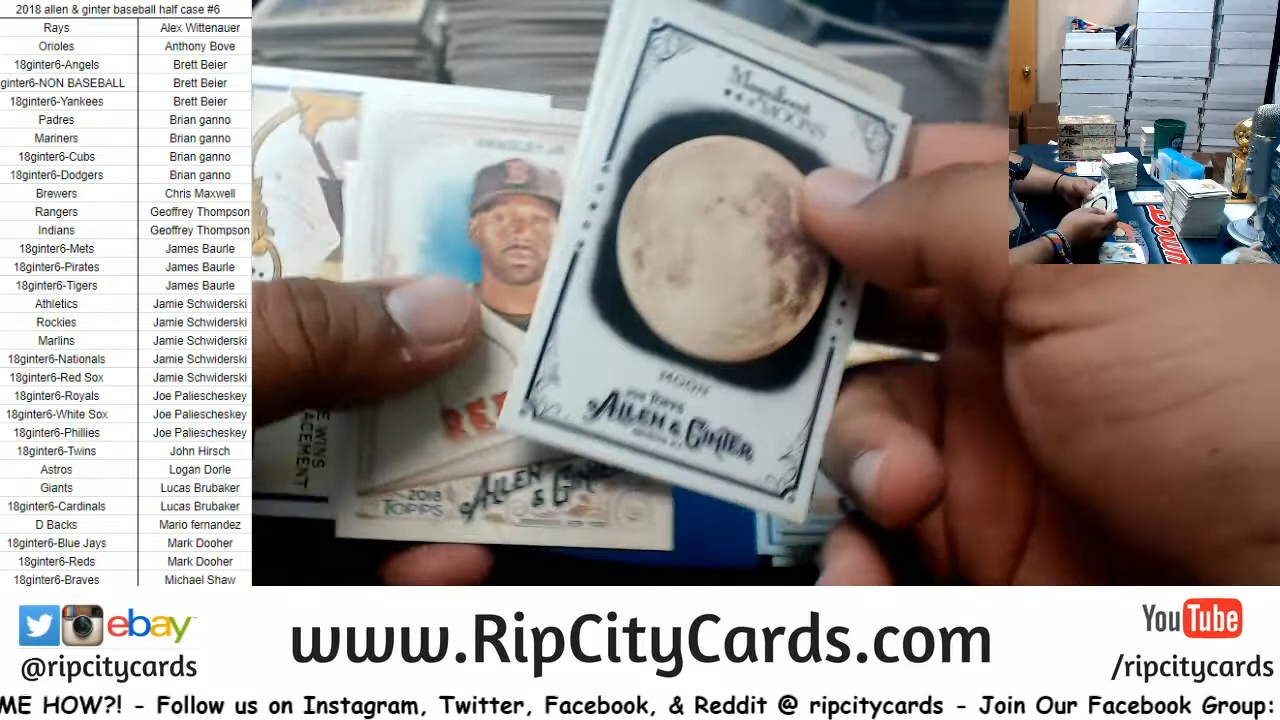 2018 allen & ginter baseball half case #6
Rays Alex Wittenauer
Orioles Anthony Bove
18ginter6-Angels Brett Beier
ginter6-NON BASEBALL Brett Beier
18ginter6-Yankees Brett Beier
Padres Brian ganno
Mariners Brian ganno
18ginter6-Cubs Brian ganno
18ginter6-Dodgers Brian ganno
Brewers Chris Maxwell
Rangers Geoffrey Thompson
Indians Geoffrey Thompson
18ginter6-Mets James Baurle
18ginter6-Pirates James Baurle
18ginter6-Tigers James Baurle
Athletics Jamie Schwiderski
Rockies Jamie Schwiderski
Marlins Jamie Schwiderski
18ginter6-Nationals Jamie Schwiderski
18ginter6-Red Sox Jamie Schwiderski
18ginter6-Royals Joe Paliescheskey
18ginter6-White Sox Joe Paliescheskey
18ginter6-Phillies Joe Paliescheskey
18ginter6-Twins John Hirsch
Astros Logan Dorle
Giants Lucas Brubaker
18ginter6-Cardinals Lucas Brubaker
D Backs Mario fernandez
18ginter6-Blue Jays Mark Dooher
18ginter6-Reds Mark Dooher
18ginter6-Braves Michael Shaw
Magnificent
MOONS
MOON
ALLEN & GINTER
RE
2018
TOPPS
ALLEN
& GINTE
E WINS
ACEMENT
ebay
@ripcitycards
www.RipCityCards.com
YouTube
/ripcitycards
ME HOW?! - Follow us on Instagram, Twitter, Facebook, & Reddit @ ripcitycards - Join Our Facebook Group: